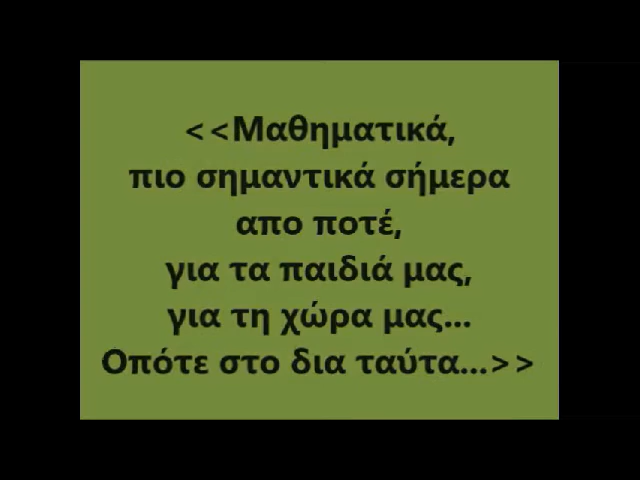 <<Μαθηματικά,
πιο σημαντικά σήμερα
απο ποτέ,
για τα παιδιά μας,
για τη χώρα μας...
Οπότε στο δια ταύτα...>>